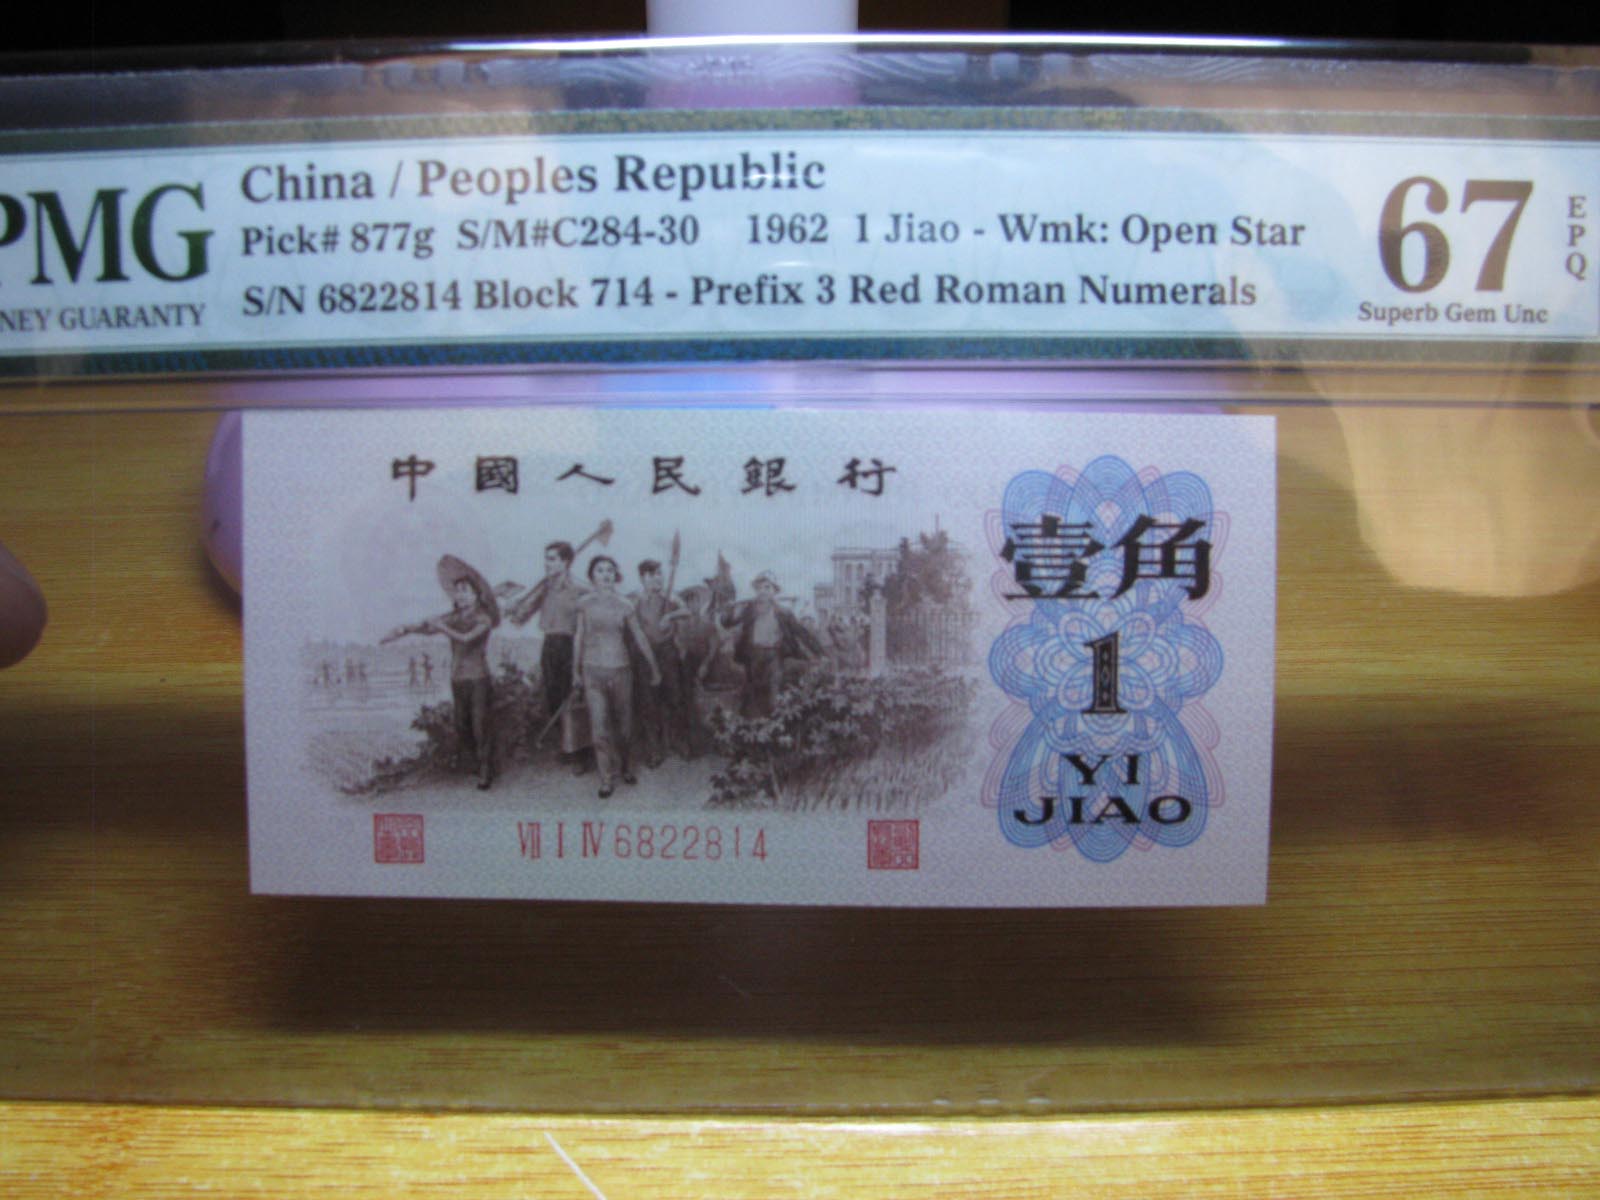 PMG
NEY GUARANTY
China / Peoples Republic
Pick# 877g S/M#C284-30 1962 1 Jiao - Wmk: Open Star
S/N 6822814 Block 714 - Prefix 3 Red Roman Numerals
67
EPQ
Superb Gem Unc
中國人民銀行
壹角
1
YI
JIAO
Ⅶ Ⅰ Ⅳ 6822814